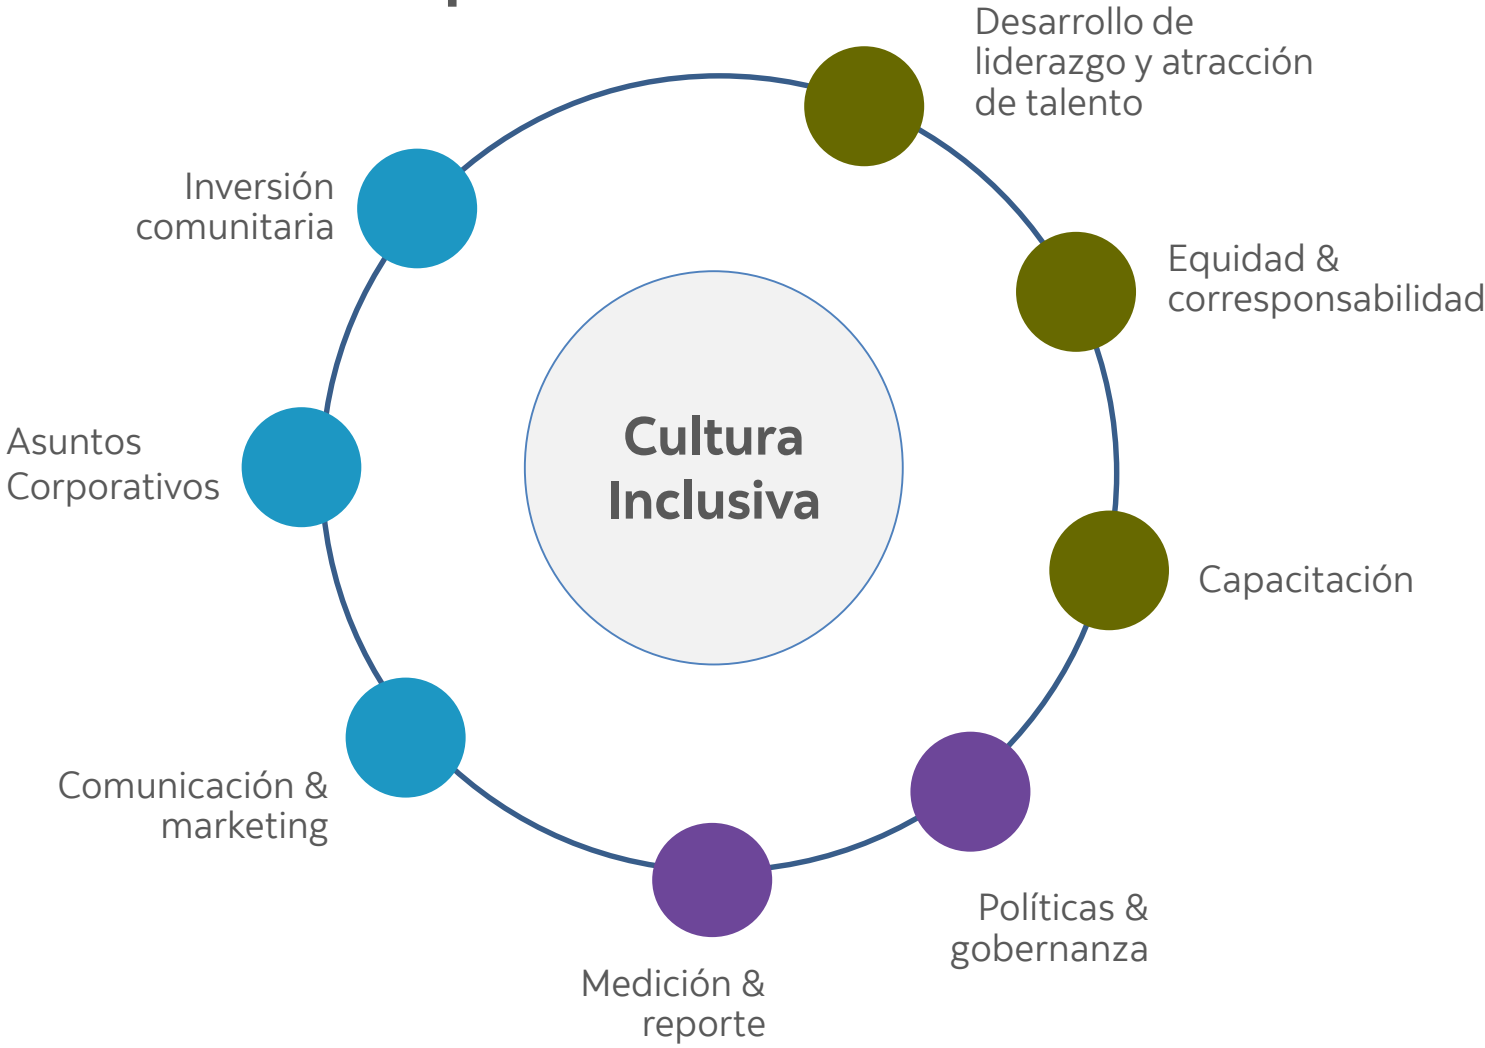 Desarrollo de
liderazgo y atracción
de talento
Equidad &
corresponsabilidad
Capacitación
Políticas &
gobernanza
Medición &
reporte
Comunicación &
marketing
Asuntos
Corporativos
Inversión
comunitaria
Cultura
Inclusiva